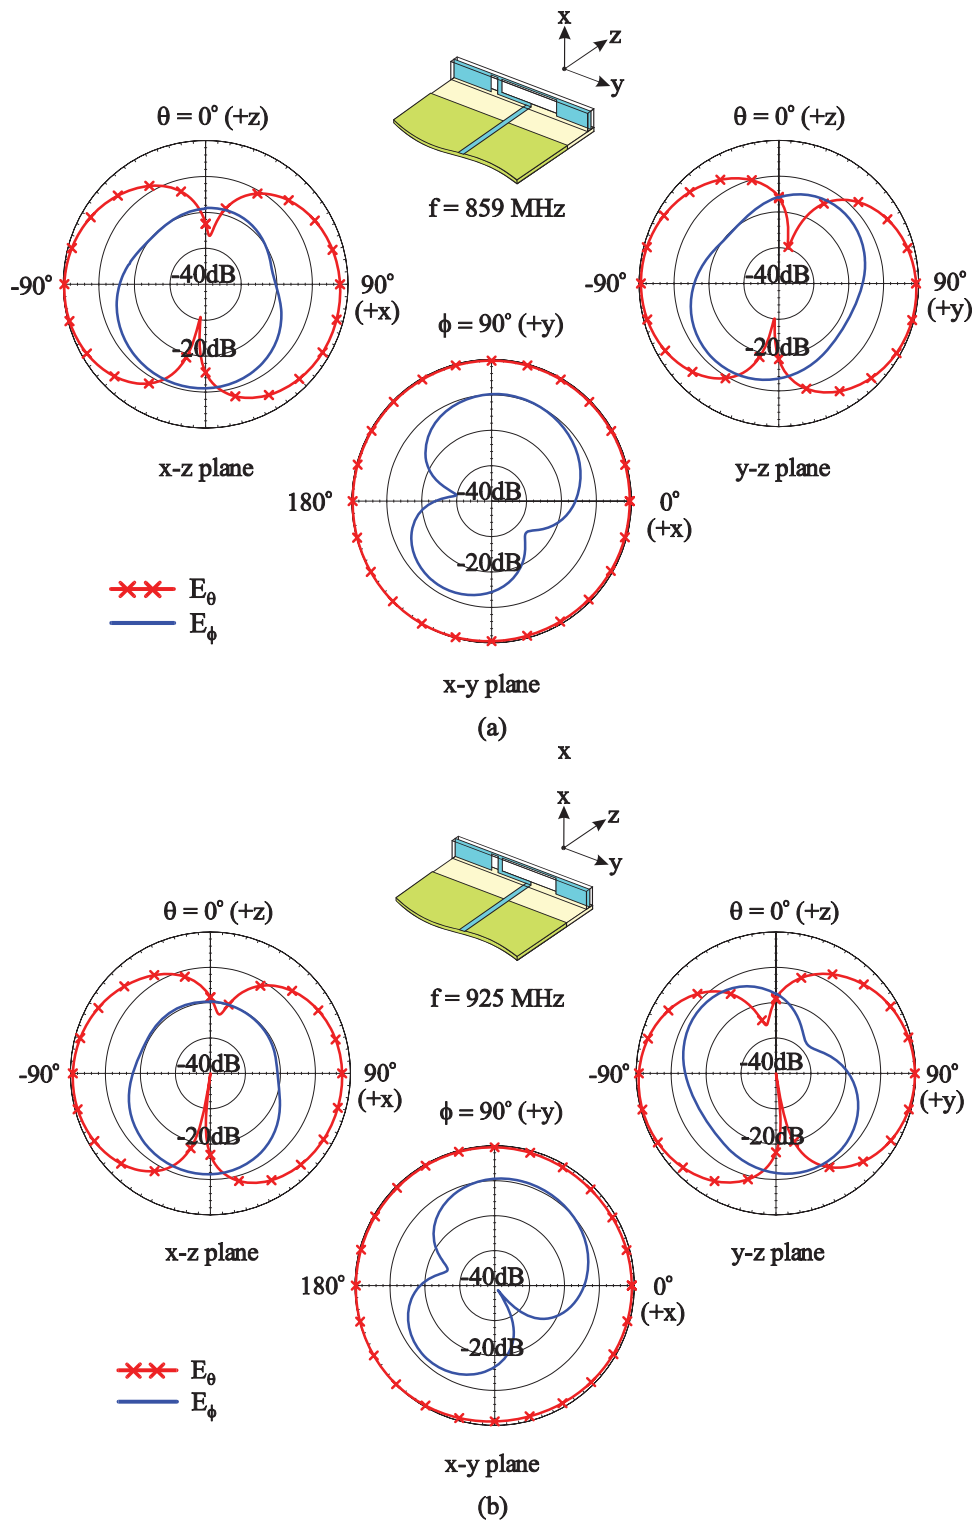 x
z
y
θ = 0° (+z)
θ = 0° (+z)
f = 859 MHz
-40dB
-20dB
-90°
90°
(+x)
-40dB
-20dB
-90°
90°
(+y)
ϕ = 90° (+y)
x-z plane
y-z plane
-40dB
-20dB
180°
0°
(+x)
Eθ
Eϕ
x-y plane
(a)
x
x
z
y
θ = 0° (+z)
θ = 0° (+z)
f = 925 MHz
-40dB
-20dB
-90°
90°
(+x)
-40dB
-20dB
-90°
90°
(+y)
ϕ = 90° (+y)
x-z plane
y-z plane
-40dB
-20dB
180°
0°
(+x)
Eθ
Eϕ
x-y plane
(b)